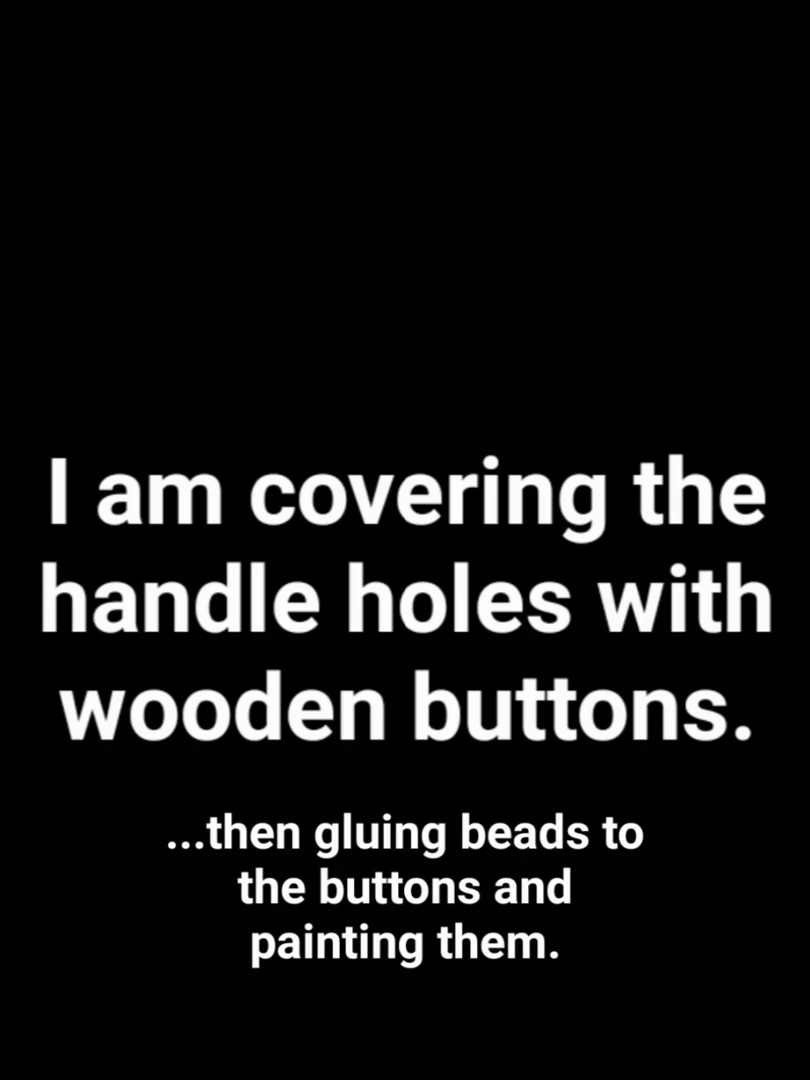 I am covering the
handle holes with
wooden buttons.
...then gluing beads to
the buttons and
painting them.